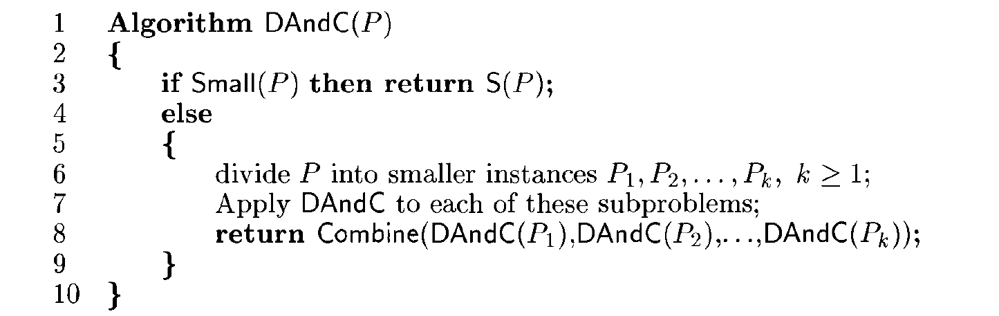 1 Algorithm DAndC(P)
2 {
3 if Small(P) then return S(P);
4 else
5 {
6 divide P into smaller instances P₁, P₂, . . . , Pₖ, k ≥ 1;
7 Apply DAndC to each of these subproblems;
8 return Combine(DAndC(P₁),DAndC(P₂),. . .,DAndC(Pₖ));
9 }
10 }